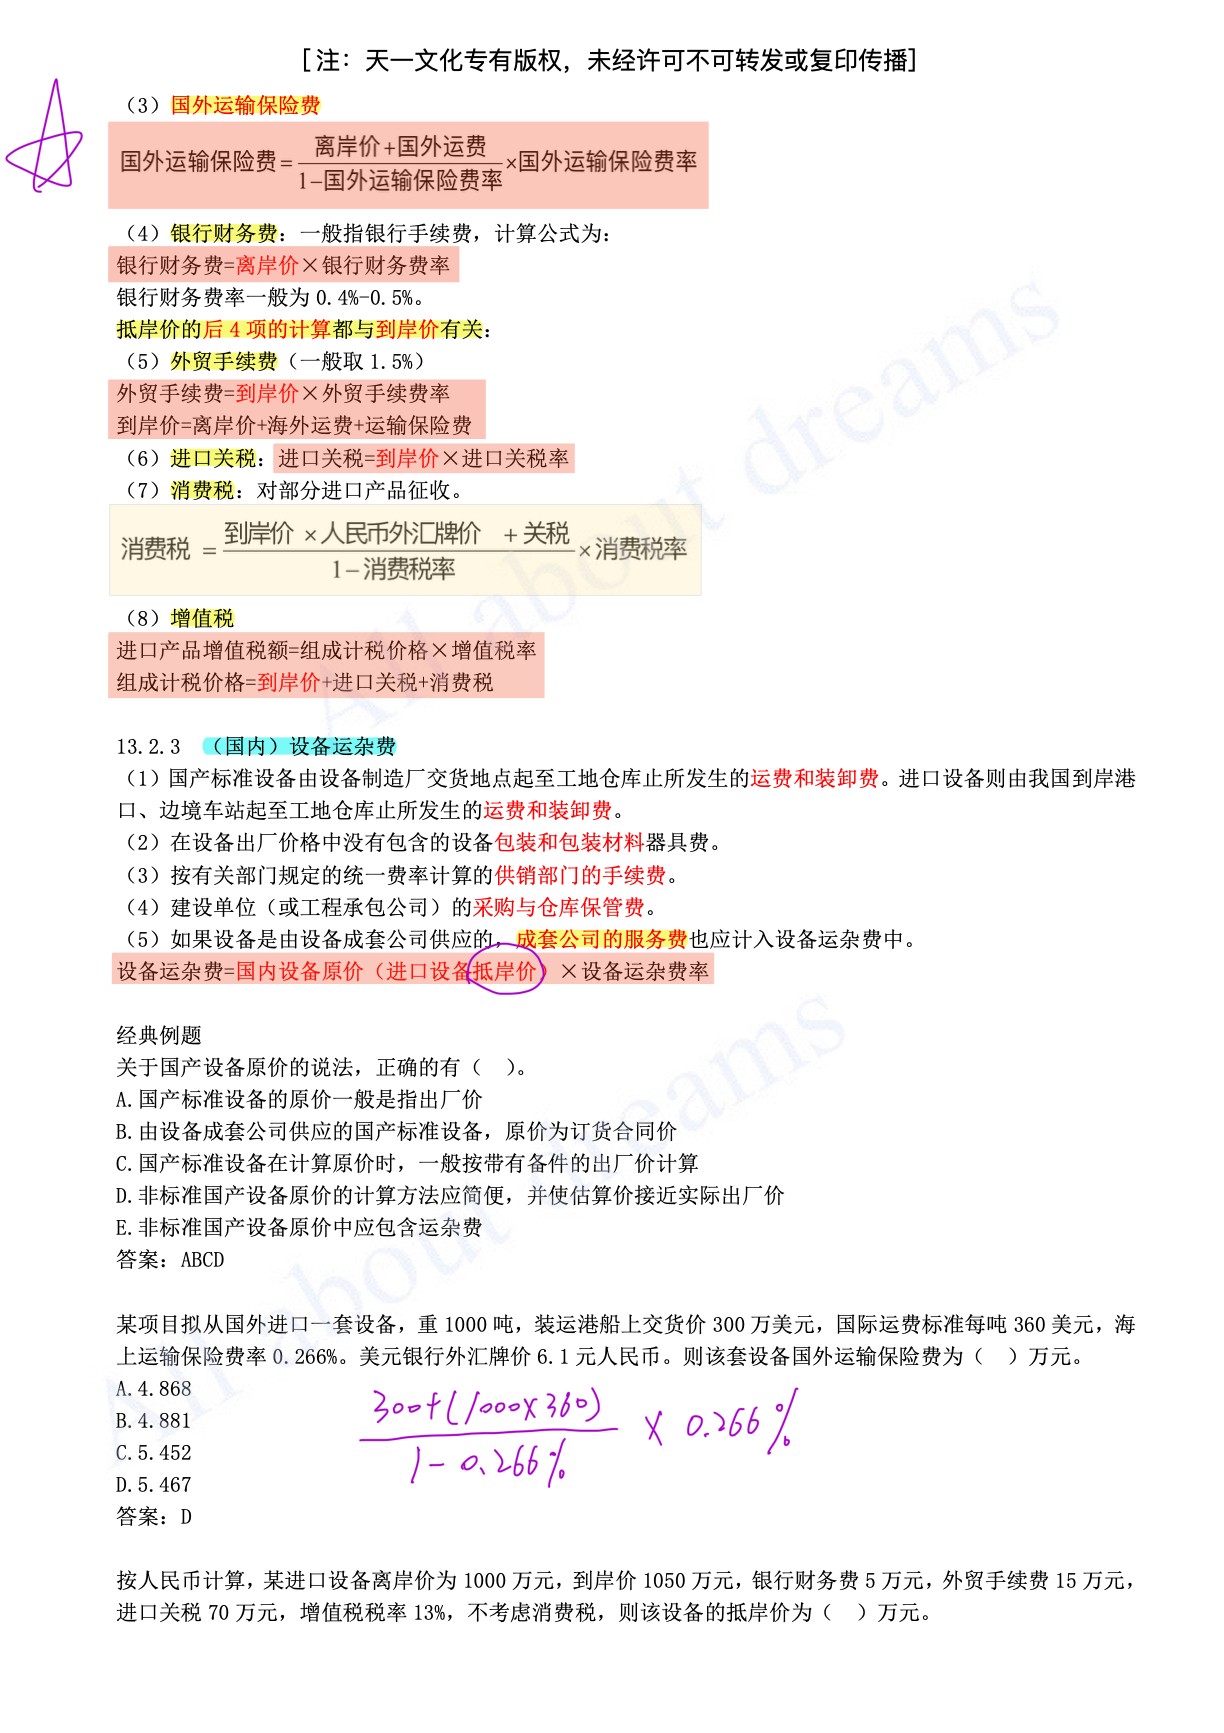 [注：天一文化专有版权，未经许可不可转发或复印传播]
（3）国外运输保险费
国外运输保险费=(离岸价+国外运费)/(1-国外运输保险费率)×国外运输保险费率
（4）银行财务费：一般指银行手续费，计算公式为：
银行财务费=离岸价×银行财务费率
银行财务费率一般为 0.4%-0.5%。
抵岸价的后 4 项的计算都与到岸价有关：
（5）外贸手续费（一般取 1.5%）
外贸手续费=到岸价×外贸手续费率
到岸价=离岸价+海外运费+运输保险费
（6）进口关税：进口关税=到岸价×进口关税率
（7）消费税：对部分进口产品征收。
消费税 =(到岸价 ×人民币外汇牌价 +关税)/(1-消费税率)×消费税率
（8）增值税
进口产品增值税额=组成计税价格×增值税率
组成计税价格=到岸价+进口关税+消费税
13.2.3 （国内）设备运杂费
（1）国产标准设备由设备制造厂交货地点起至工地仓库止所发生的运费和装卸费。进口设备则由我国到岸港
口、边境车站起至工地仓库止所发生的运费和装卸费。
（2）在设备出厂价格中没有包含的设备包装和包装材料器具费。
（3）按有关部门规定的统一费率计算的供销部门的手续费。
（4）建设单位（或工程承包公司）的采购与仓库保管费。
（5）如果设备是由设备成套公司供应的，成套公司的服务费也应计入设备运杂费中。
设备运杂费=国内设备原价（进口设备抵岸价）×设备运杂费率
经典例题
关于国产设备原价的说法，正确的有（ ）。
A.国产标准设备的原价一般是指出厂价
B.由设备成套公司供应的国产标准设备，原价为订货合同价
C.国产标准设备在计算原价时，一般按带有备件的出厂价计算
D.非标准国产设备原价的计算方法应简便，并使估算价接近实际出厂价
E.非标准国产设备原价中应包含运杂费
答案：ABCD
某项目拟从国外进口一套设备，重 1000 吨，装运港船上交货价 300 万美元，国际运费标准每吨 360 美元，海
上运输保险费率 0.266%。美元银行外汇牌价 6.1 元人民币。则该套设备国外运输保险费为（ ）万元。
A.4.868
B.4.881
C.5.452
D.5.467
300+(1000×360)
1-0.266%
× 0.266%
答案：D
按人民币计算，某进口设备离岸价为 1000 万元，到岸价 1050 万元，银行财务费 5 万元，外贸手续费 15 万元，
进口关税 70 万元，增值税税率 13%，不考虑消费税，则该设备的抵岸价为（ ）万元。
All about dreams
All about dreams